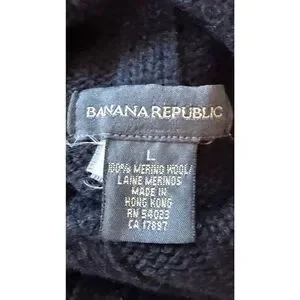 BANANA REPUBLIC
L
100% MERINO WOOL/
LAINE MERINOS
MADE IN
HONG KONG
RN 54023
CA 17897